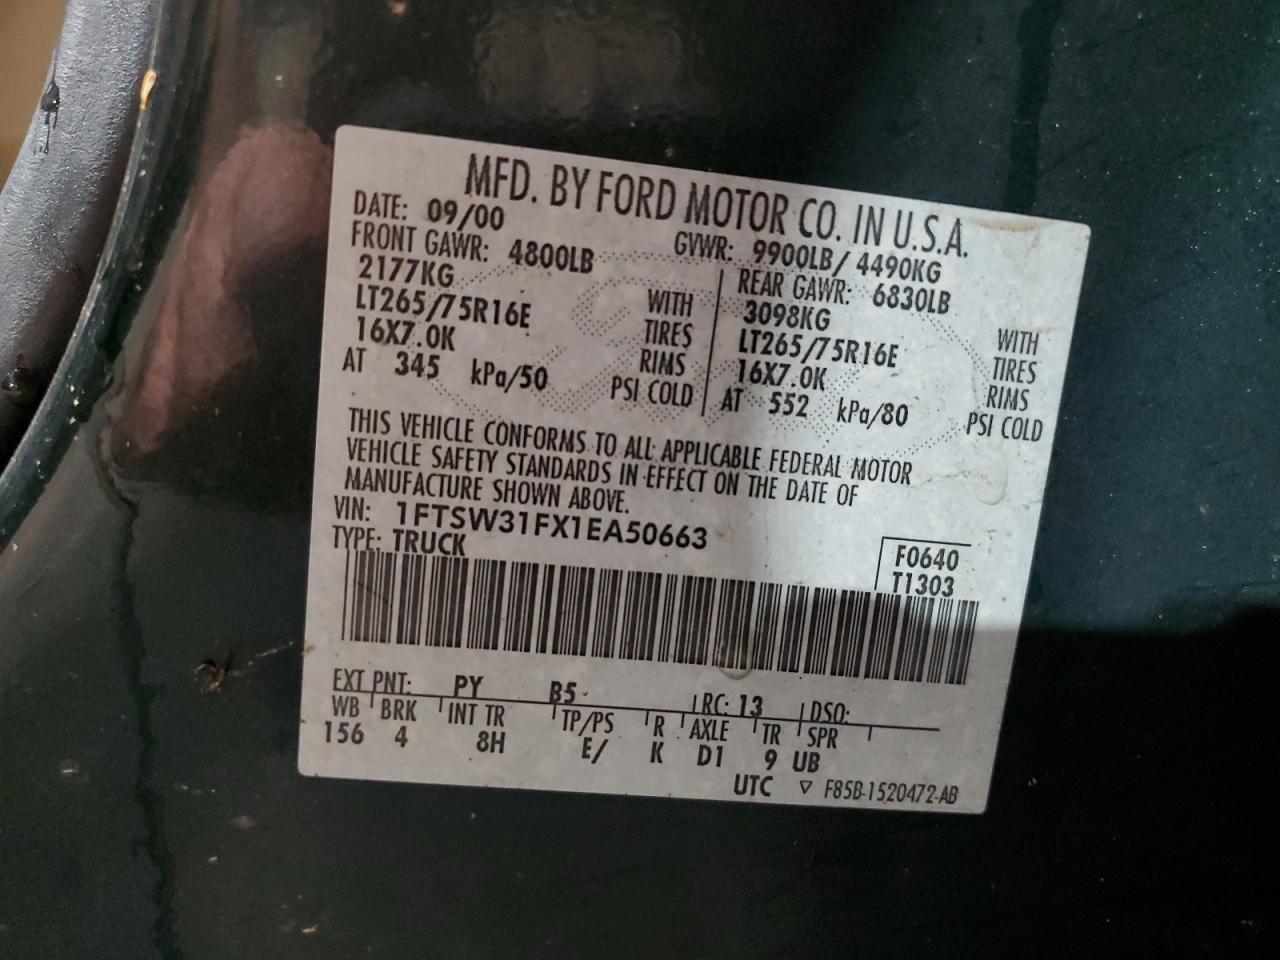 MFD. BY FORD MOTOR CO. IN U.S.A.
DATE: 09/00 GVWR: 9900LB/ 4490KG
FRONT GAWR: 4800LB REAR GAWR: 6830LB
2177KG WITH 3098KG WITH
LT265/75R16E TIRES LT265/75R16E TIRES
16X7.0K RIMS 16X7.0K RIMS
AT 345 kPa/50 PSI COLD AT 552 kPa/80 PSI COLD
THIS VEHICLE CONFORMS TO ALL APPLICABLE FEDERAL MOTOR
VEHICLE SAFETY STANDARDS IN EFFECT ON THE DATE OF
MANUFACTURE SHOWN ABOVE.
VIN: 1FTSW31FX1EA50663
TYPE: TRUCK
F0640
T1303
EXT PNT: PY B5 RC: 13 DSO:
WB BRK INT TR TP/PS R AXLE TR SPR
156 4 8H E/ K D1 9 UB
UTC ▽ F85B-1520472-AB